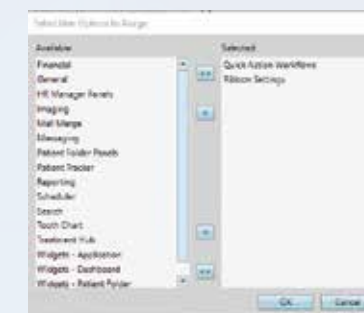 Select User Options to Assign
Available
Financial
General
HR Manager Panels
Imaging
Mail Merge
Messaging
Patient Folder Panels
Patient Tracker
Reporting
Scheduler
Search
Tooth Chart
Treatment Hub
Widgets - Application
Widgets - Dashboard
Widgets - Patient Folder
Selected
Quick Action Workflows
Ribbon Settings
OK
Cancel